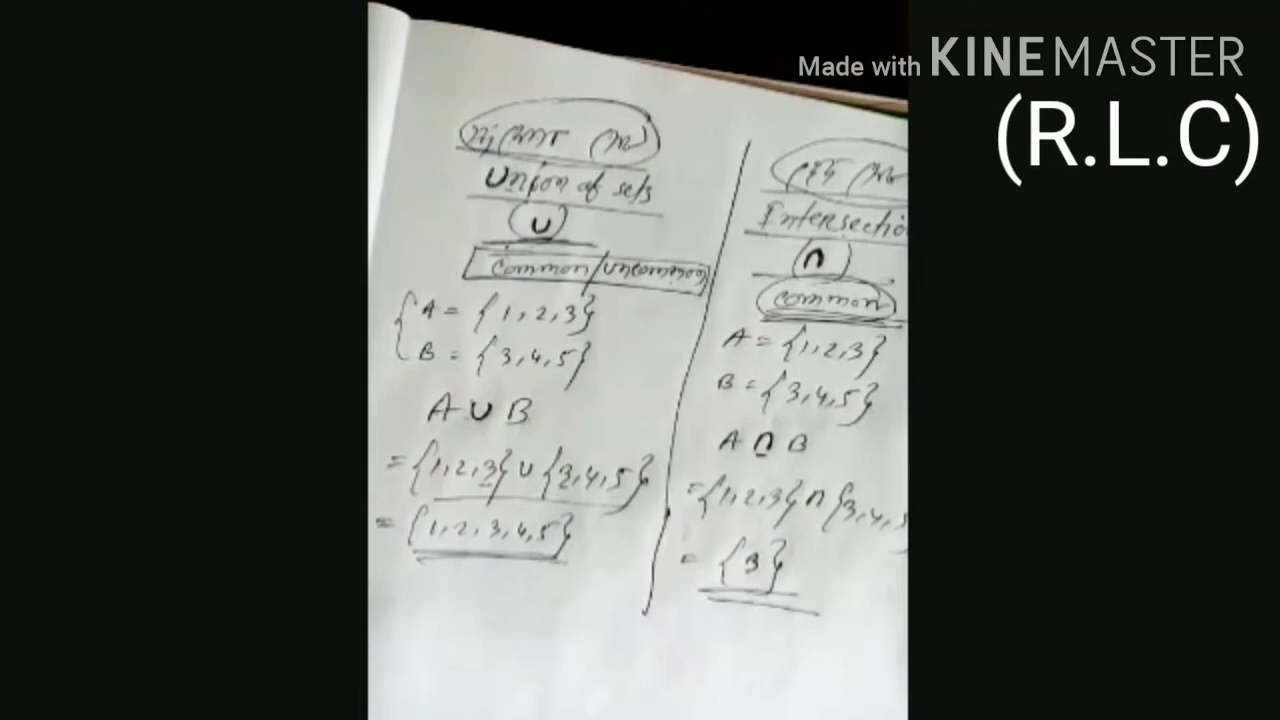 Made with KINEMASTER
(R.L.C)
সংযোগ সেট
Union of sets
∪
common/uncommon
A = {1, 2, 3}
B = {3, 4, 5}
A ∪ B
= {1, 2, 3} ∪ {3, 4, 5}
= {1, 2, 3, 4, 5}
ছেদ সেট
Intersectio
∩
common
A = {1, 2, 3}
B = {3, 4, 5}
A ∩ B
= {1, 2, 3} ∩ {3, 4, 5
= {3}